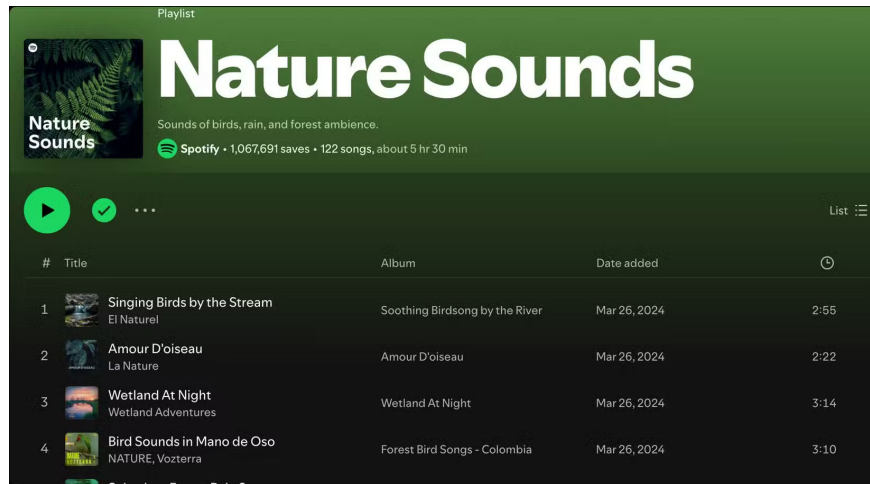 Playlist
Nature Sounds
Nature
Sounds
Sounds of birds, rain, and forest ambience.
Spotify • 1,067,691 saves • 122 songs, about 5 hr 30 min
List
# Title Album Date added
1 Singing Birds by the Stream Soothing Birdsong by the River Mar 26, 2024 2:55
El Naturel
2 Amour D'oiseau Amour D'oiseau Mar 26, 2024 2:22
La Nature
3 Wetland At Night Wetland At Night Mar 26, 2024 3:14
Wetland Adventures
4 Bird Sounds in Mano de Oso Forest Bird Songs - Colombia Mar 26, 2024 3:10
NATURE, Vozterra